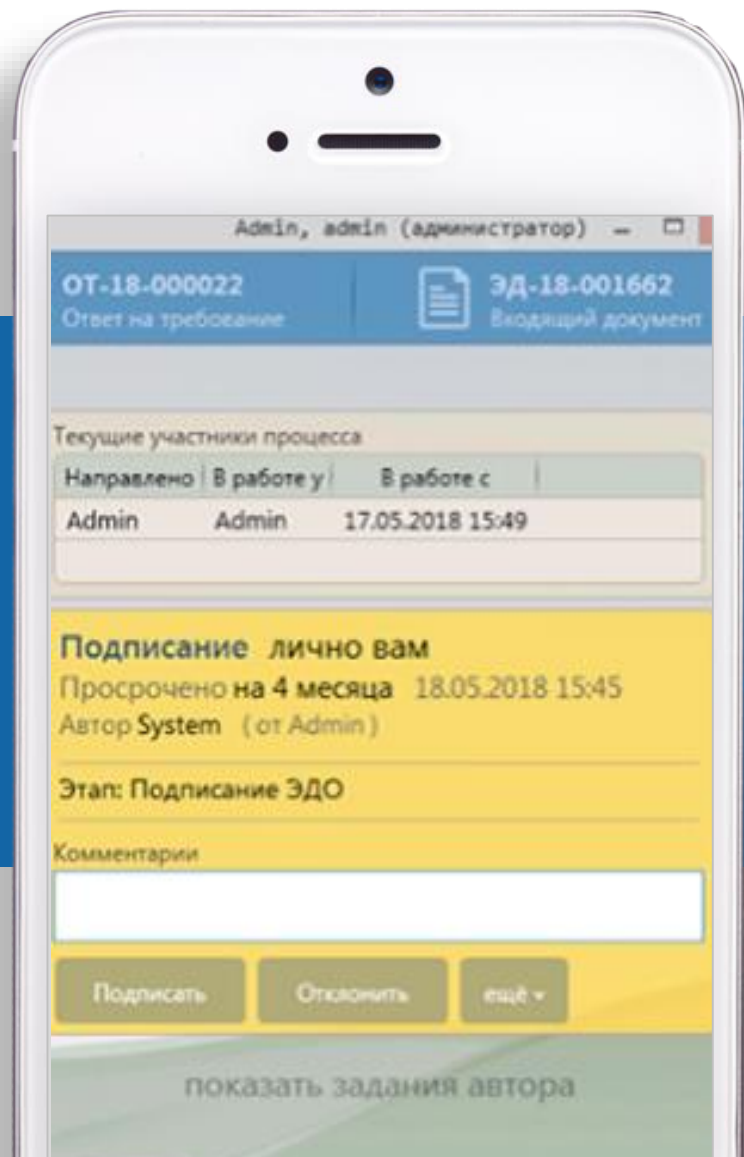 Admin, admin (администратор)
ОТ-18-000022
Ответ на требование
ЭД-18-001662
Входящий документ
Текущие участники процесса
Направлено В работе у В работе с
Admin Admin 17.05.2018 15:49
Подписание лично вам
Просрочено на 4 месяца 18.05.2018 15:45
Автор System (от Admin)
Этап: Подписание ЭДО
Комментарии
Подписать Отклонить ещё
показать задания автора